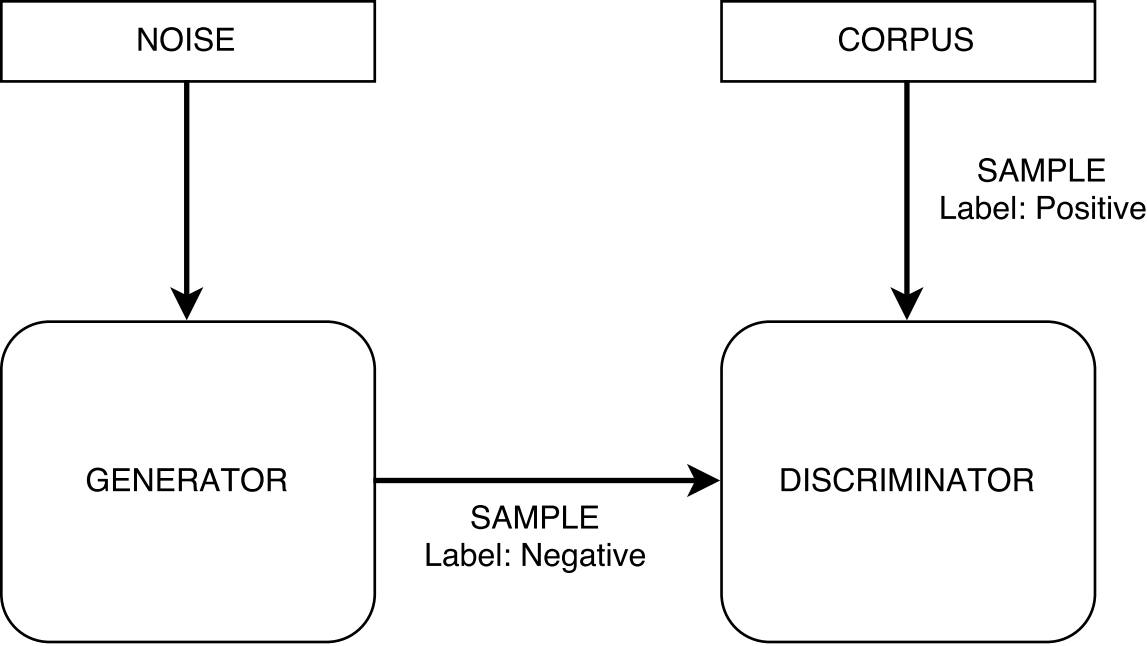 NOISE
CORPUS
SAMPLE
Label: Positive
GENERATOR
DISCRIMINATOR
SAMPLE
Label: Negative